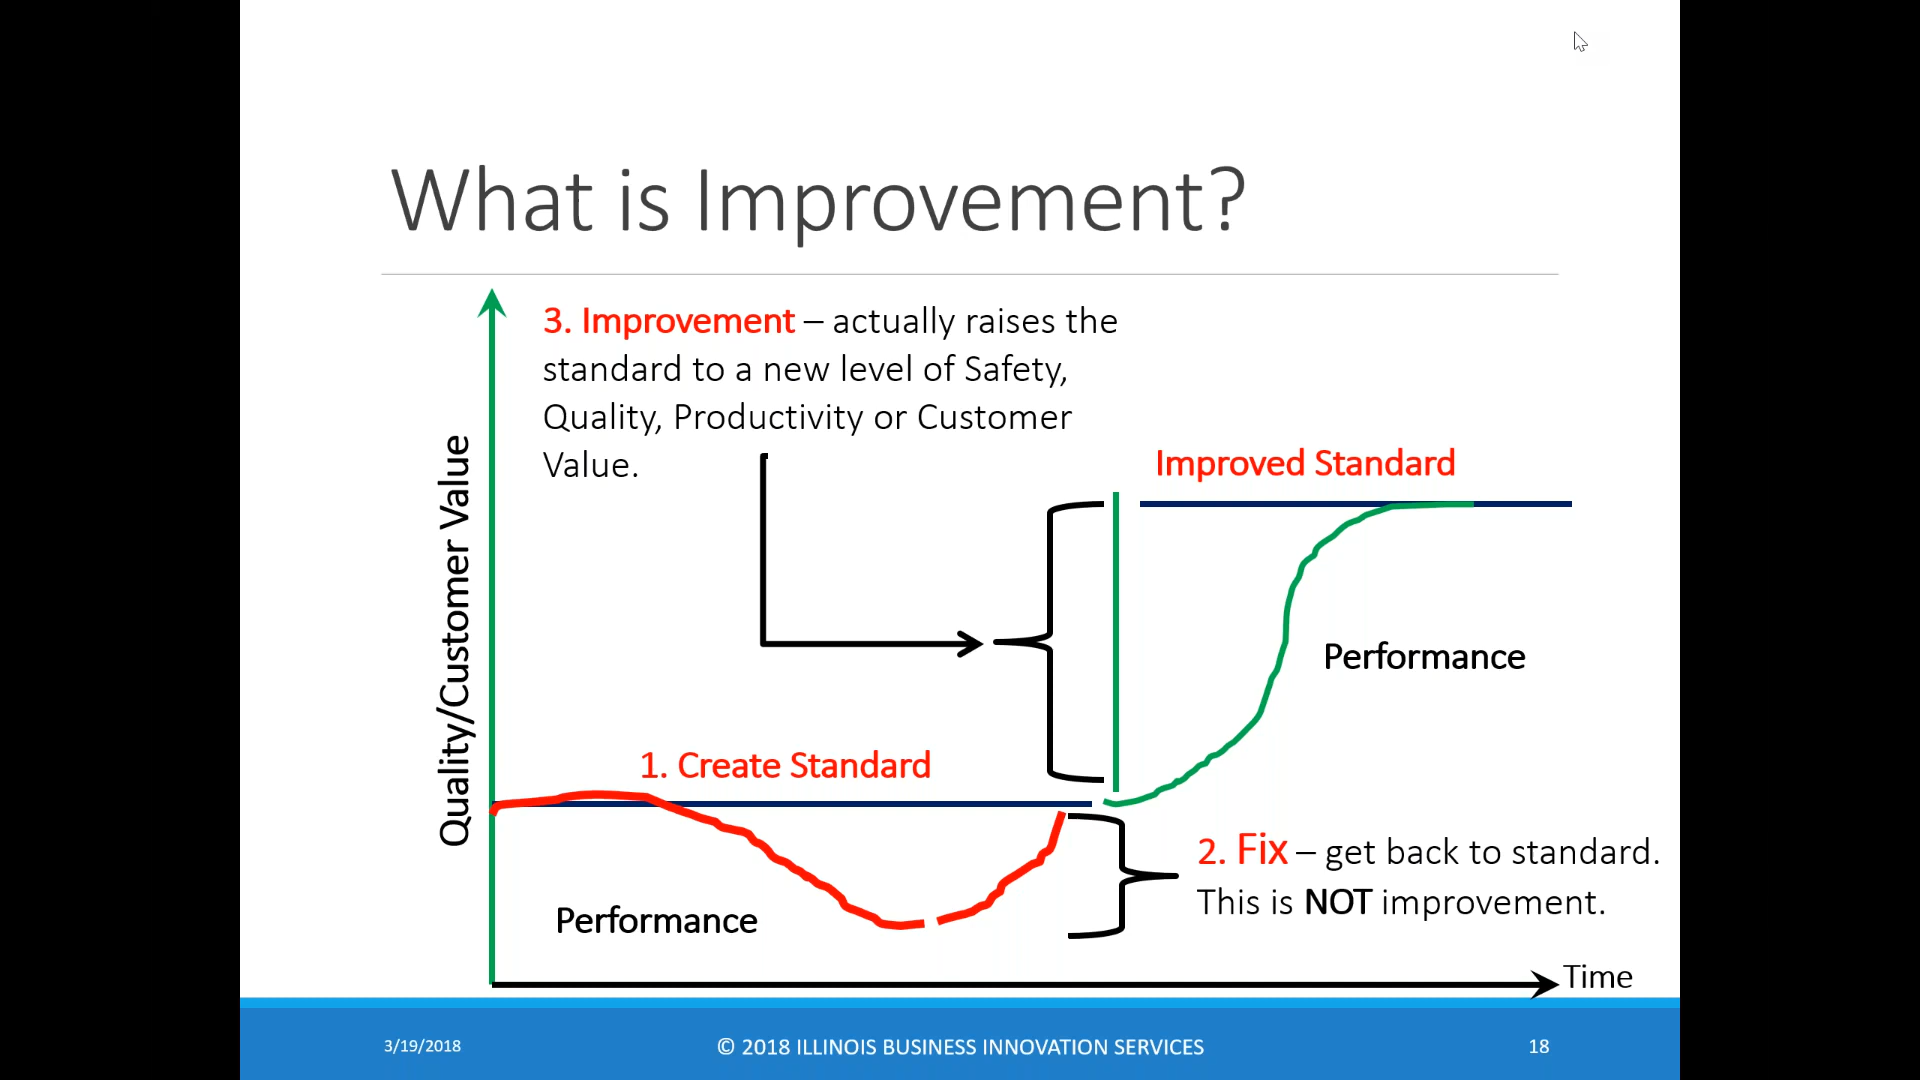 What is Improvement?
3. Improvement – actually raises the
standard to a new level of Safety,
Quality, Productivity or Customer
Value.
Quality/Customer Value
Improved Standard
Performance
1. Create Standard
2. Fix – get back to standard.
This is NOT improvement.
Performance
Time
3/19/2018
© 2018 ILLINOIS BUSINESS INNOVATION SERVICES
18